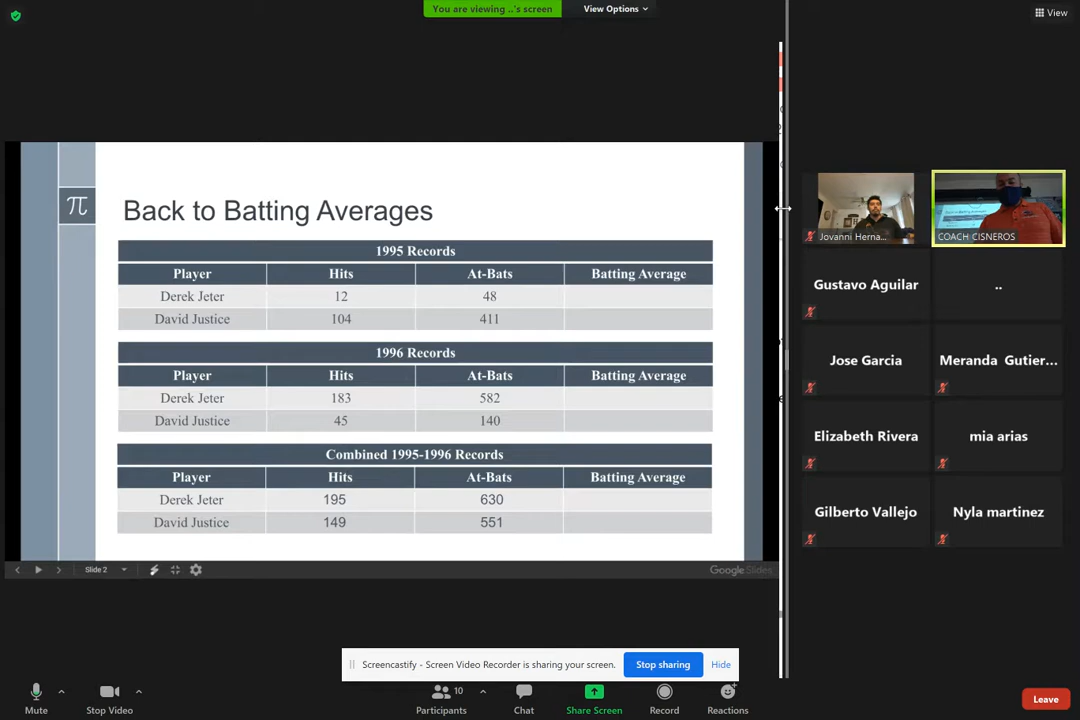 You are viewing ..'s screen View Options
View
π
Back to Batting Averages
1995 Records
Player Hits At-Bats Batting Average
Derek Jeter 12 48
David Justice 104 411
1996 Records
Player Hits At-Bats Batting Average
Derek Jeter 183 582
David Justice 45 140
Combined 1995-1996 Records
Player Hits At-Bats Batting Average
Derek Jeter 195 630
David Justice 149 551
Slide 2
Google Slides
Jovanni Herna...
COACH CISNEROS
Gustavo Aguilar
..
Jose Garcia
Meranda Gutier...
Elizabeth Rivera
mia arias
Gilberto Vallejo
Nyla martinez
Screencastify - Screen Video Recorder is sharing your screen. Stop sharing Hide
Mute
Stop Video
10
Participants
Chat
Share Screen
Record
Reactions
Leave